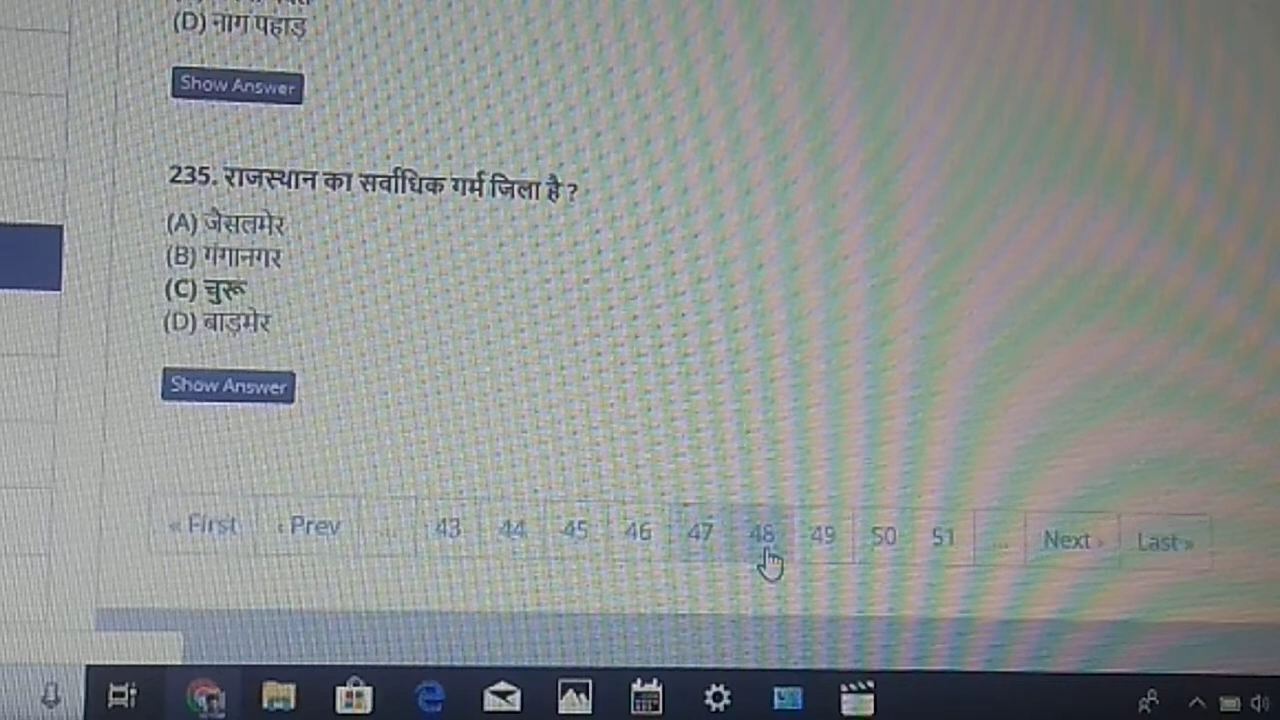 (D) नाग पहाड़
Show Answer
235. राजस्थान का सर्वाधिक गर्म जिला है ?
(A) जैसलमेर
(B) गंगानगर
(C) चुरू
(D) बाड़मेर
Show Answer
« First ‹ Prev ... 43 44 45 46 47 48 49 50 51 ... Next › Last »